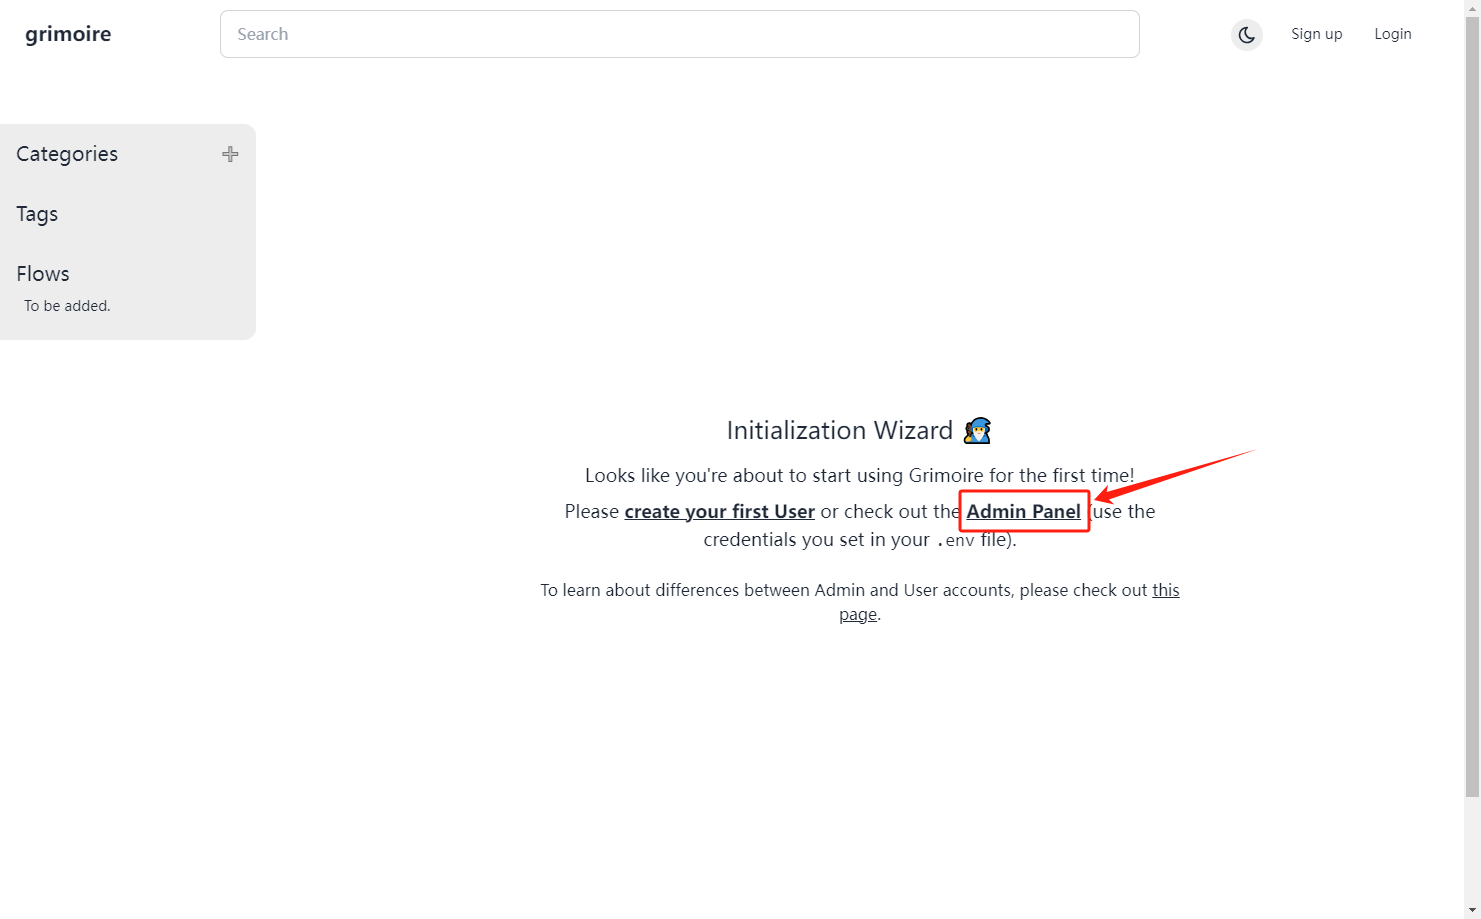 grimoire
Search
Sign up
Login
Categories
Tags
Flows
To be added.
Initialization Wizard
Looks like you're about to start using Grimoire for the first time!
Please create your first User or check out the Admin Panel (use the
credentials you set in your .env file).
To learn about differences between Admin and User accounts, please check out this
page.